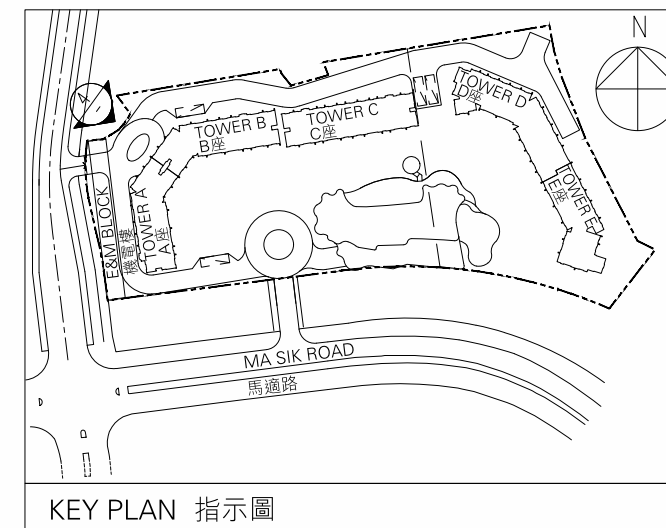 N
4
TOWER B
B座
TOWER C
C座
TOWER D
D座
TOWER E
E座
TOWER A
A座
E&M BLOCK
機電樓
MA SIK ROAD
馬適路
KEY PLAN 指示圖